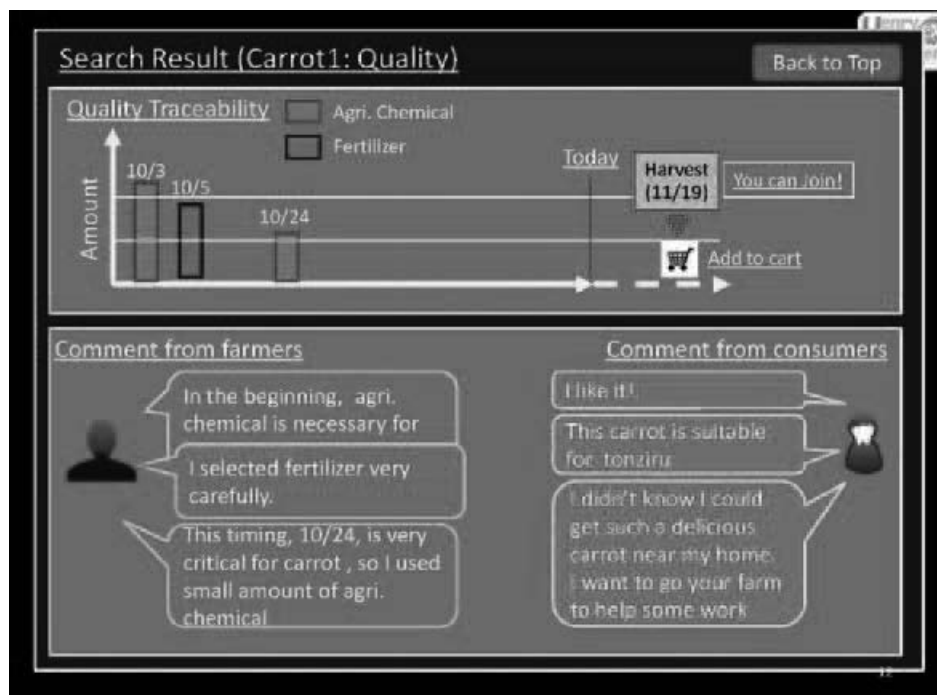 Henry
Search Result (Carrot1: Quality)
Back to Top
Quality Traceability
Agri. Chemical
Fertilizer
Amount
10/3
10/5
10/24
Today
Harvest
(11/19)
You can Join!
Add to cart
Comment from farmers
In the beginning, agri.
chemical is necessary for
I selected fertilizer very
carefully.
This timing, 10/24, is very
critical for carrot , so I used
small amount of agri.
chemical
Comment from consumers
I like it!
This carrot is suitable
for tonziru
I didn't know I could
get such a delicious
carrot near my home.
I want to go your farm
to help some work
12